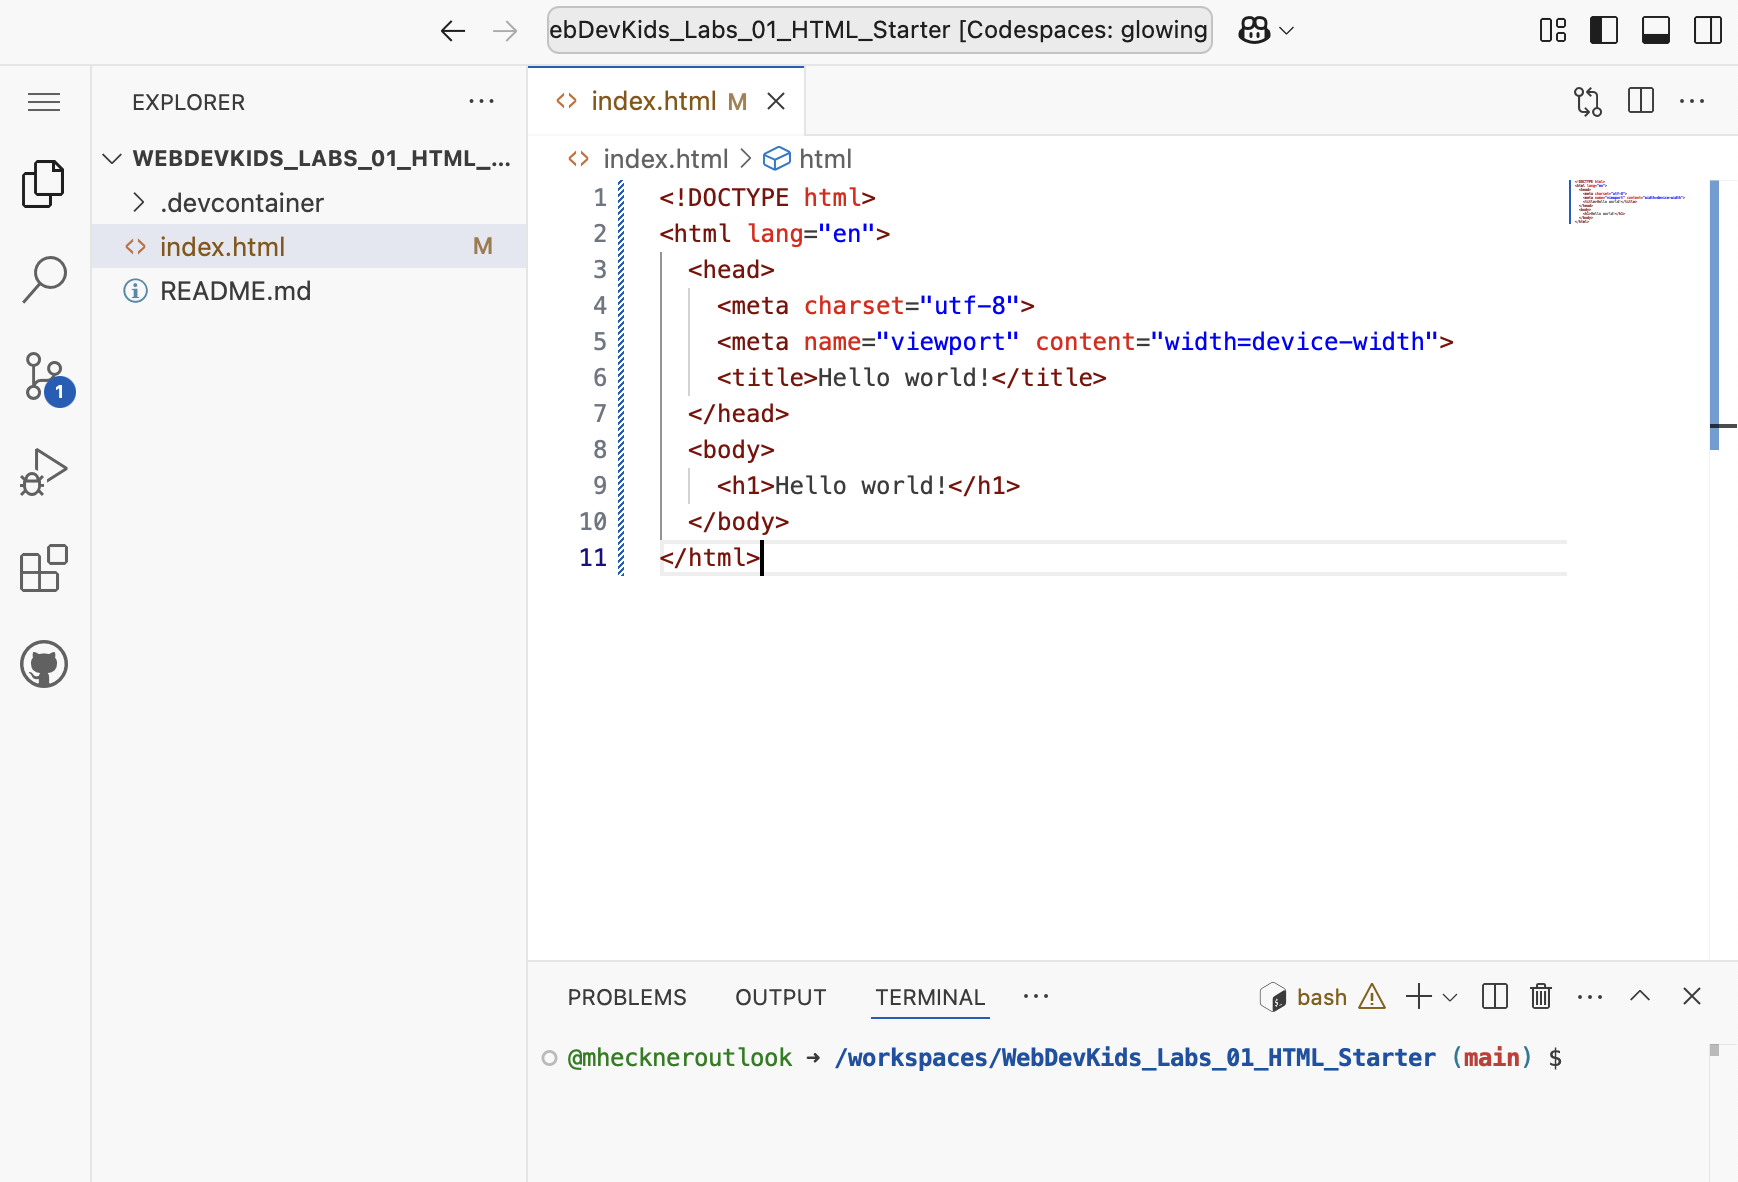 ebDevKids_Labs_01_HTML_Starter [Codespaces: glowing
EXPLORER
WEBDEVKIDS_LABS_01_HTML_...
.devcontainer
index.html M
README.md
1
index.html M
index.html > html
1 <!DOCTYPE html>
2 <html lang="en">
3 <head>
4 <meta charset="utf-8">
5 <meta name="viewport" content="width=device-width">
6 <title>Hello world!</title>
7 </head>
8 <body>
9 <h1>Hello world!</h1>
10 </body>
11 </html>
PROBLEMS OUTPUT TERMINAL ...
bash
@mheckneroutlook ➜ /workspaces/WebDevKids_Labs_01_HTML_Starter (main) $